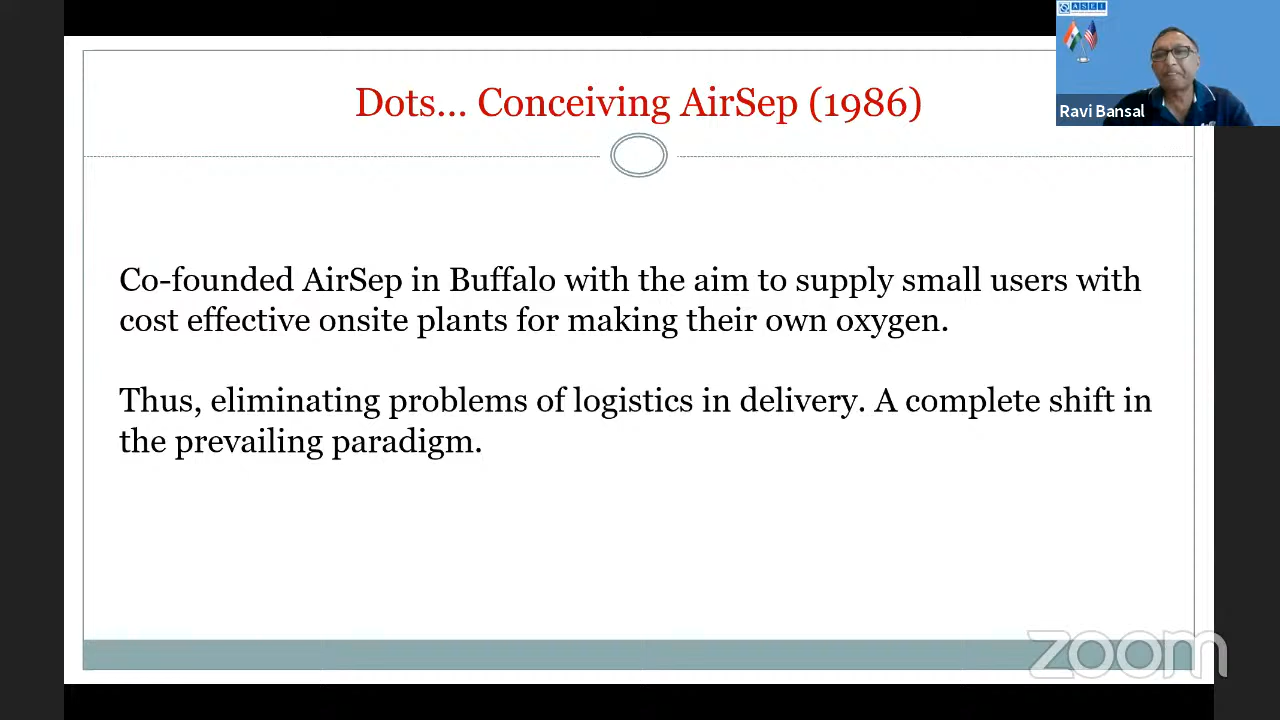 ASEI
Dots... Conceiving AirSep (1986)
Ravi Bansal
Co-founded AirSep in Buffalo with the aim to supply small users with
cost effective onsite plants for making their own oxygen.
Thus, eliminating problems of logistics in delivery. A complete shift in
the prevailing paradigm.
zoom